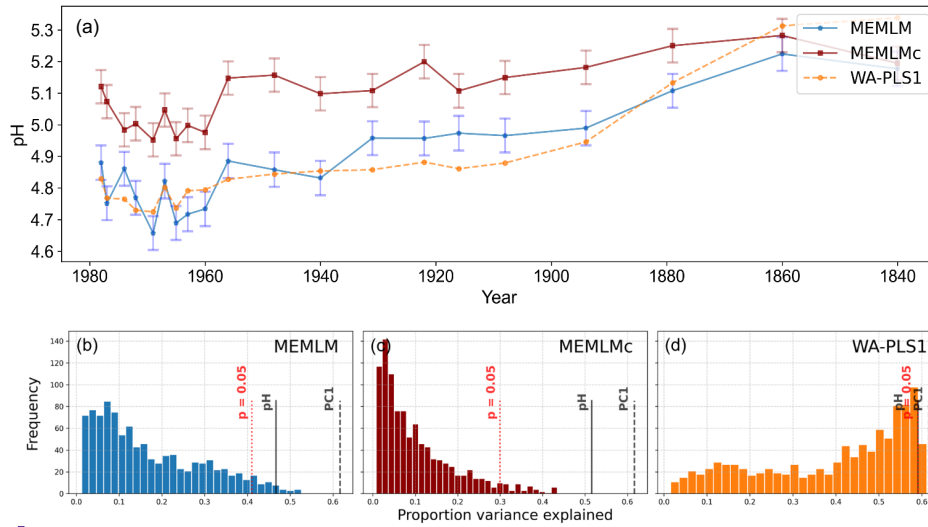 (a)
MEMLM
MEMLMc
WA-PLS1
pH
5.3
5.2
5.1
5.0
4.9
4.8
4.7
4.6
1980 1960 1940 1920 1900 1880 1860 1840
Year
(b) MEMLM
(c) MEMLMc
(d) WA-PLS1
p = 0.05 pH PC1
p = 0.05 pH PC1
pH p = 0.05 PC1
Frequency
140
120
100
80
60
40
20
0
0.0 0.1 0.2 0.3 0.4 0.5 0.6
0.0 0.1 0.2 0.3 0.4 0.5 0.6
0.0 0.1 0.2 0.3 0.4 0.5 0.6
Proportion variance explained